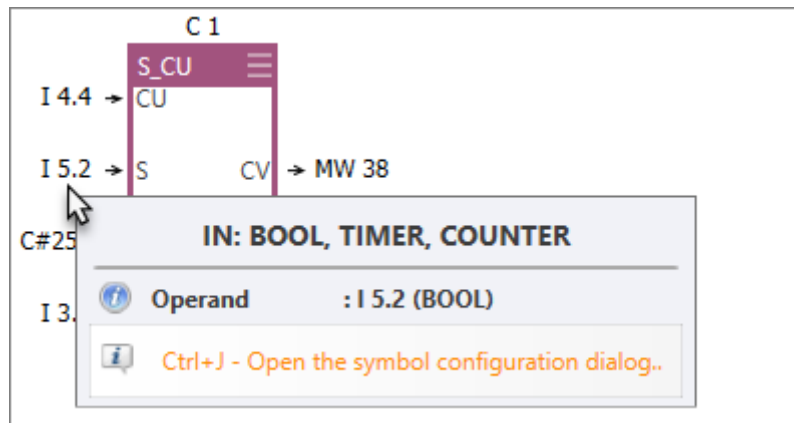 C 1
S_CU
I 4.4 → CU
I 5.2 → S CV → MW 38
IN: BOOL, TIMER, COUNTER
C#25
Operand : I 5.2 (BOOL)
I 3.
Ctrl+J - Open the symbol configuration dialog..